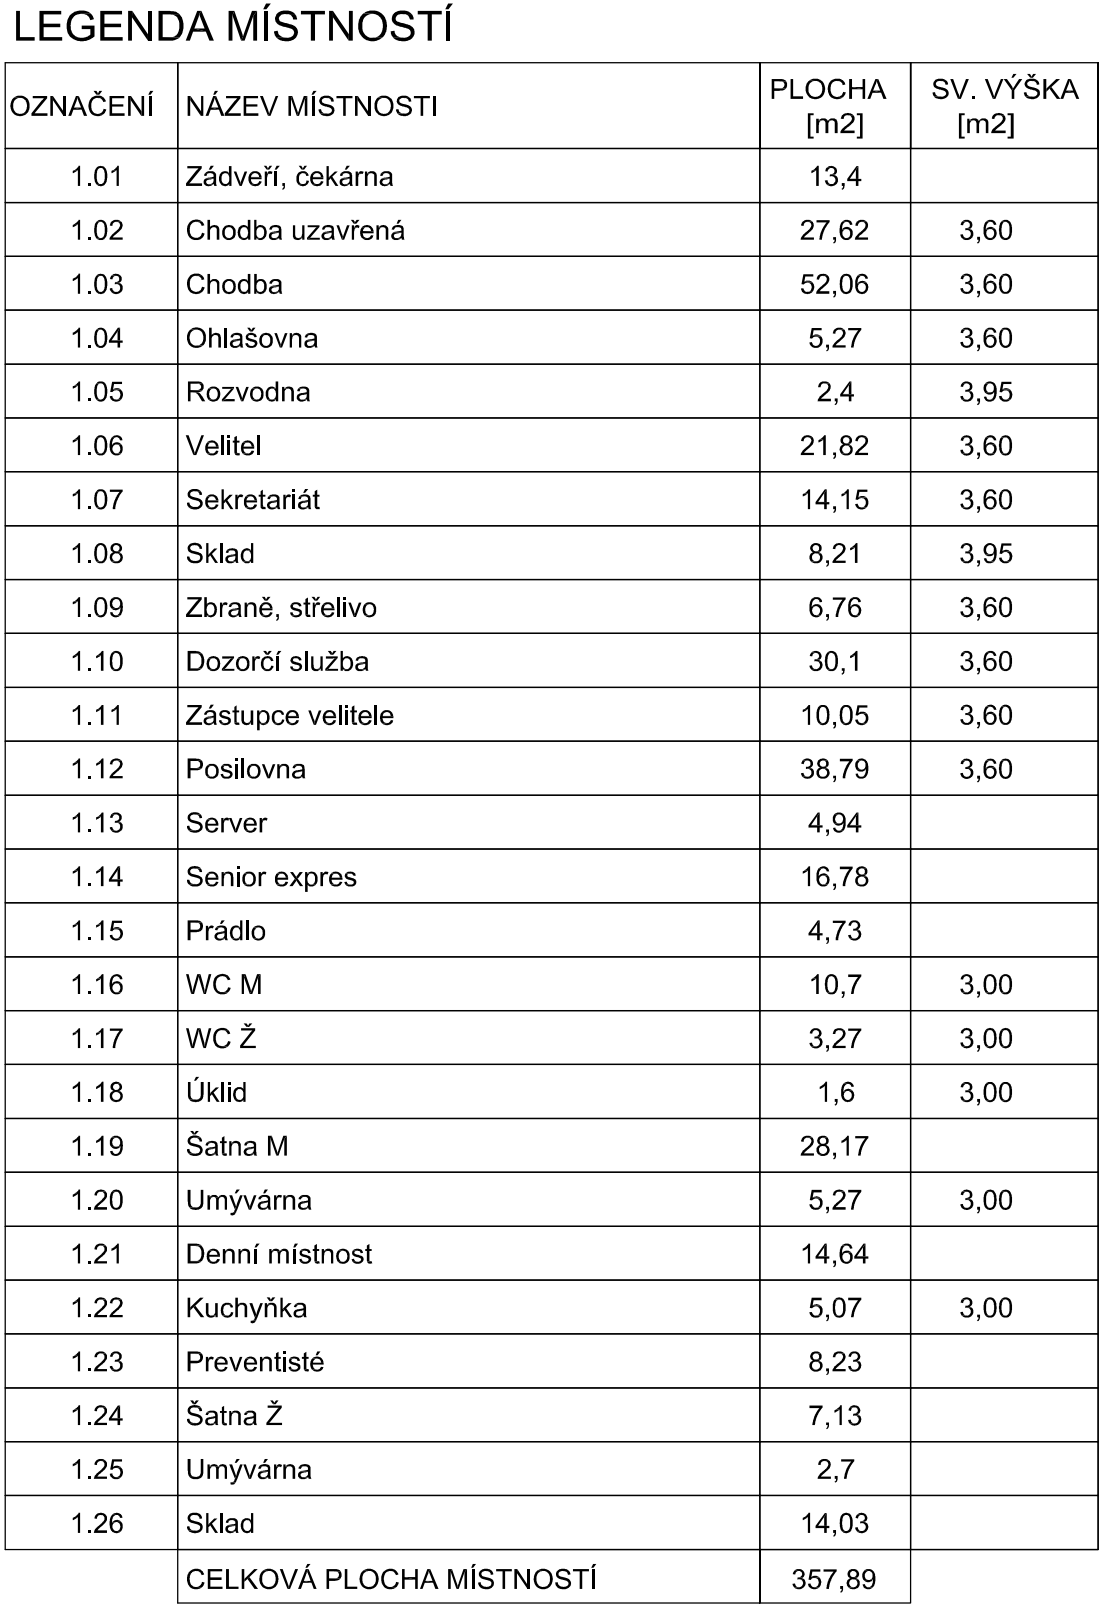 LEGENDA MÍSTNOSTÍ
OZNAČENÍ NÁZEV MÍSTNOSTI PLOCHA [m2] SV. VÝŠKA [m2]
1.01 Zádveří, čekárna 13,4
1.02 Chodba uzavřená 27,62 3,60
1.03 Chodba 52,06 3,60
1.04 Ohlašovna 5,27 3,60
1.05 Rozvodna 2,4 3,95
1.06 Velitel 21,82 3,60
1.07 Sekretariát 14,15 3,60
1.08 Sklad 8,21 3,95
1.09 Zbraně, střelivo 6,76 3,60
1.10 Dozorčí služba 30,1 3,60
1.11 Zástupce velitele 10,05 3,60
1.12 Posilovna 38,79 3,60
1.13 Server 4,94
1.14 Senior expres 16,78
1.15 Prádlo 4,73
1.16 WC M 10,7 3,00
1.17 WC Ž 3,27 3,00
1.18 Úklid 1,6 3,00
1.19 Šatna M 28,17
1.20 Umývárna 5,27 3,00
1.21 Denní místnost 14,64
1.22 Kuchyňka 5,07 3,00
1.23 Preventisté 8,23
1.24 Šatna Ž 7,13
1.25 Umývárna 2,7
1.26 Sklad 14,03
CELKOVÁ PLOCHA MÍSTNOSTÍ 357,89